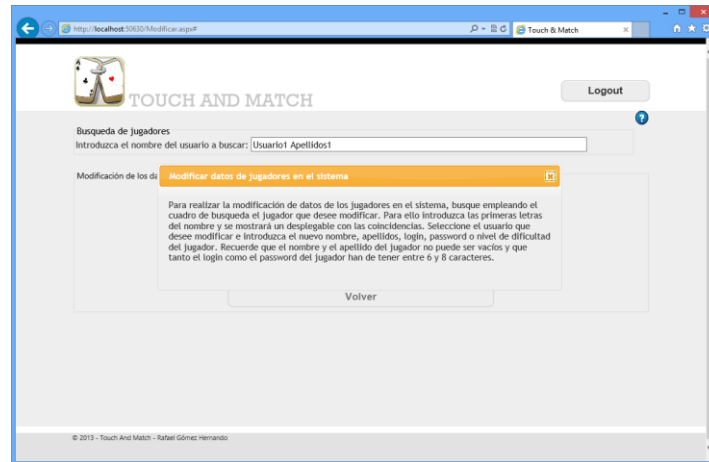 http://localhost:50630/Modificar.aspx#
Touch & Match
TOUCH AND MATCH
Logout
Busqueda de jugadores
Introduzca el nombre del usuario a buscar: Usuario1 Apellidos1
Modificación de los da
Modificar datos de jugadores en el sistema
Para realizar la modificación de datos de los jugadores en el sistema, busque empleando el
cuadro de busqueda el jugador que desee modificar. Para ello introduzca las primeras letras
del nombre y se mostrará un desplegable con las coincidencias. Seleccione el usuario que
desee modificar e introduzca el nuevo nombre, apellidos, login, password o nivel de dificultad
del jugador. Recuerde que el nombre y el apellido del jugador no puede ser vacíos y que
tanto el login como el password del jugador han de tener entre 6 y 8 caracteres.
Volver
© 2013 - Touch And Match - Rafael Gómez Hernando